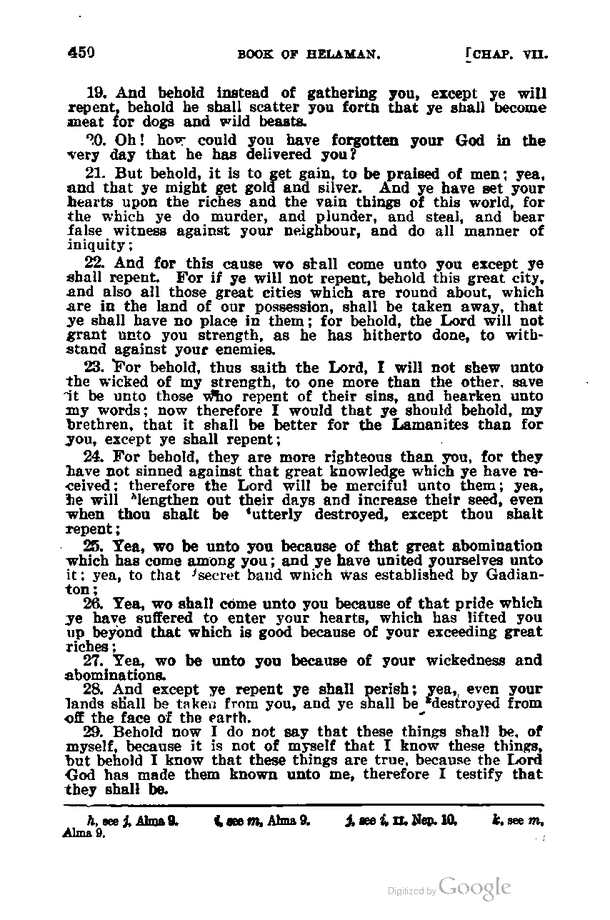 450 BOOK OF HELAMAN. [CHAP. VII.
19. And behold instead of gathering you, except ye will
repent, behold he shall scatter you forth that ye shall become
meat for dogs and wild beasts.
20. Oh! how could you have forgotten your God in the
very day that he has delivered you?
21. But behold, it is to get gain, to be praised of men; yea,
and that ye might get gold and silver. And ye have set your
hearts upon the riches and the vain things of this world, for
the which ye do murder, and plunder, and steal, and bear
false witness against your neighbour, and do all manner of
iniquity;
22. And for this cause wo shall come unto you except ye
shall repent. For if ye will not repent, behold this great city,
and also all those great cities which are round about, which
are in the land of our possession, shall be taken away, that
ye shall have no place in them; for behold, the Lord will not
grant unto you strength, as he has hitherto done, to with-
stand against your enemies.
23. For behold, thus saith the Lord, I will not shew unto
the wicked of my strength, to one more than the other, save
it be unto those who repent of their sins, and hearken unto
my words; now therefore I would that ye should behold, my
brethren, that it shall be better for the Lamanites than for
you, except ye shall repent;
24. For behold, they are more righteous than you, for they
have not sinned against that great knowledge which ye have re-
ceived; therefore the Lord will be merciful unto them; yea,
he will hlengthen out their days and increase their seed, even
when thou shalt be iutterly destroyed, except thou shalt
repent;
25. Yea, wo be unto you because of that great abomination
which has come among you; and ye have united yourselves unto
it; yea, to that jsecret band which was established by Gadian-
ton;
26. Yea, wo shall come unto you because of that pride which
ye have suffered to enter your hearts, which has lifted you
up beyond that which is good because of your exceeding great
riches;
27. Yea, wo be unto you because of your wickedness and
abominations.
28. And except ye repent ye shall perish; yea, even your
lands shall be taken from you, and ye shall be kdestroyed from
off the face of the earth.
29. Behold now I do not say that these things shall be, of
myself, because it is not of myself that I know these things,
but behold I know that these things are true, because the Lord
God has made them known unto me, therefore I testify that
they shall be.
h, see j, Alma 9. i, see m, Alma 9. j, see i, II. Nep. 10. k, see m,
Alma 9.
Digitized by Google